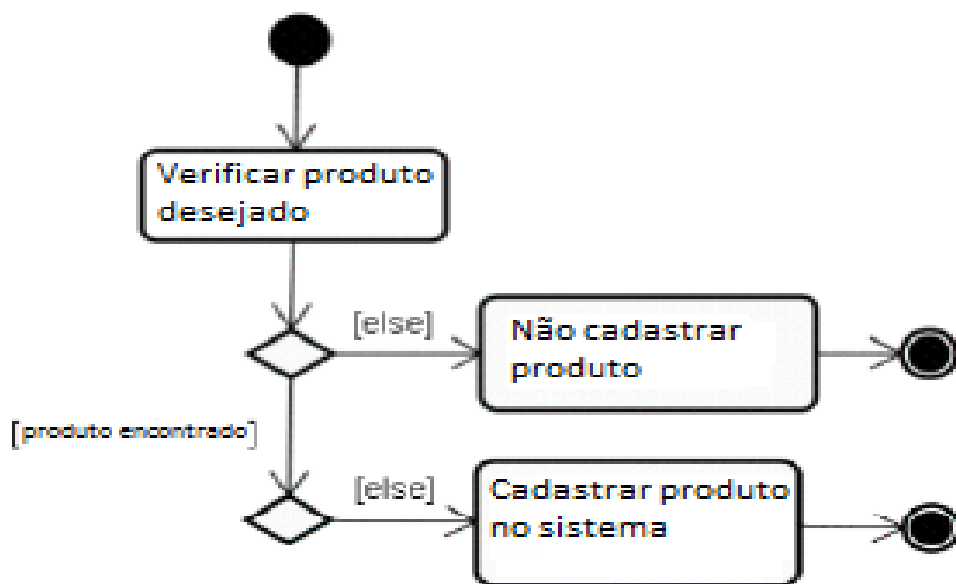 Verificar produto
desejado
[else]
Não cadastrar
produto
[produto encontrado]
[else]
Cadastrar produto
no sistema